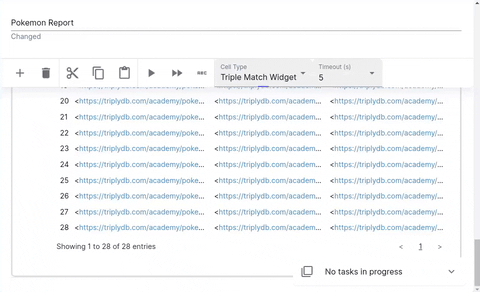 Pokemon Report
Changed
Cell Type
Triple Match Widget
Timeout (s)
5
20 <https://triplydb.com/academy/poke... <https://triplydb.com/academ... <https://triplydb.com/academy/...
21 <https://triplydb.com/academy/poke... <https://triplydb.com/academ... <https://triplydb.com/academy/...
22 <https://triplydb.com/academy/poke... <https://triplydb.com/academ... <https://triplydb.com/academy/...
23 <https://triplydb.com/academy/poke... <https://triplydb.com/academ... <https://triplydb.com/academy/...
24 <https://triplydb.com/academy/poke... <https://triplydb.com/academ... <https://triplydb.com/academy/...
25 <https://triplydb.com/academy/poke... <https://triplydb.com/academ... <https://triplydb.com/academy/...
26 <https://triplydb.com/academy/poke... <https://triplydb.com/academ... <https://triplydb.com/academy/...
27 <https://triplydb.com/academy/poke... <https://triplydb.com/academ... <https://triplydb.com/academy/...
28 <https://triplydb.com/academy/poke... <https://triplydb.com/academ... <https://triplydb.com/academy/...
Showing 1 to 28 of 28 entries < 1 >
No tasks in progress